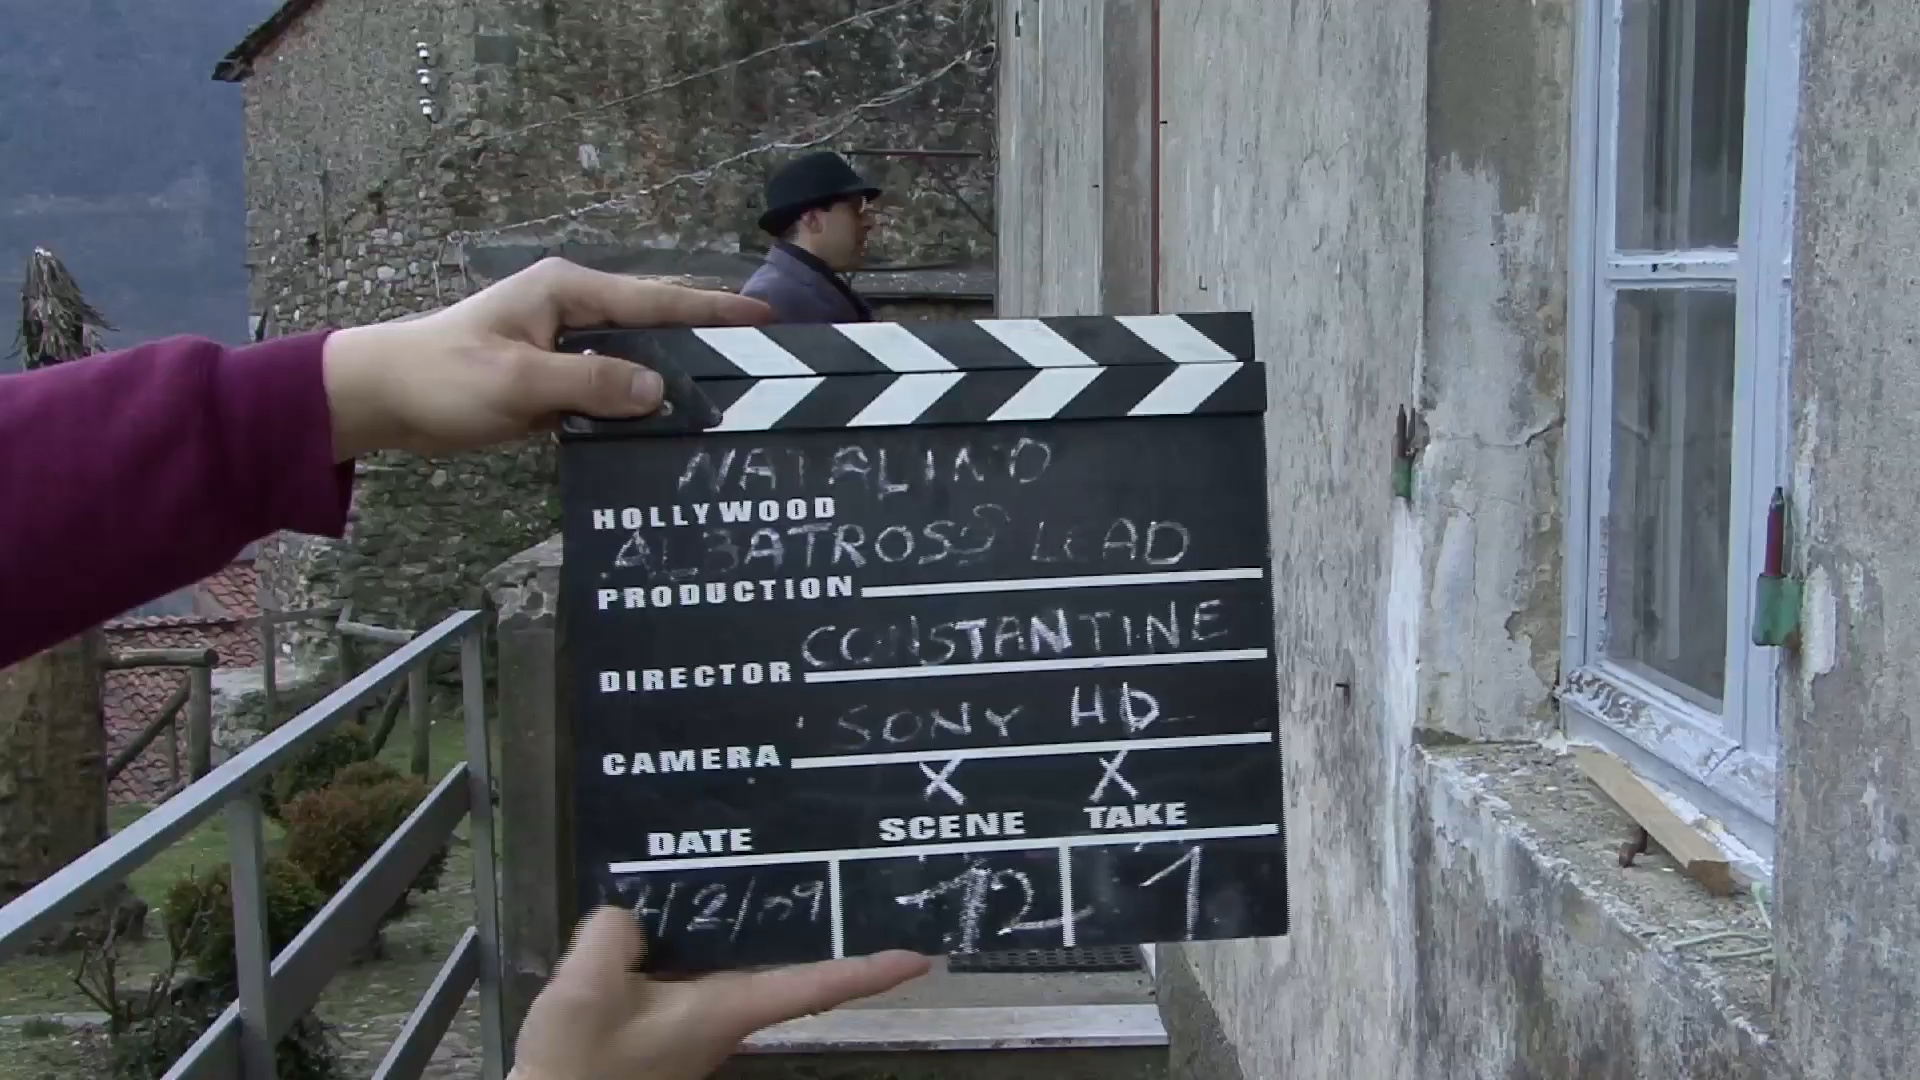 NATALINO
HOLLYWOOD
ALBATROSS LEAD
PRODUCTION
CONSTANTINE
DIRECTOR
SONY HD
CAMERA
X X
DATE SCENE TAKE
12 1